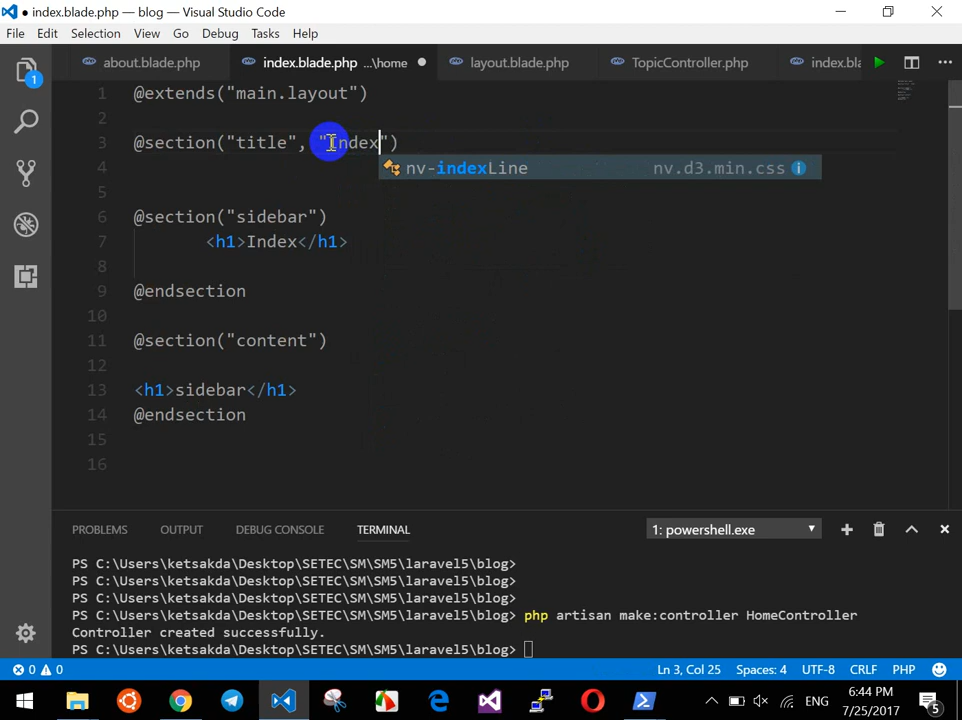 index.blade.php — blog — Visual Studio Code
File Edit Selection View Go Debug Tasks Help
1
about.blade.php index.blade.php ...\home layout.blade.php TopicController.php index.bla
1 @extends("main.layout")
2
3 @section("title", "Index")
nv-indexLine nv.d3.min.css
4
5
6 @section("sidebar")
7 <h1>Index</h1>
8
9 @endsection
10
11 @section("content")
12
13 <h1>sidebar</h1>
14 @endsection
15
16
PROBLEMS OUTPUT DEBUG CONSOLE TERMINAL 1: powershell.exe
PS C:\Users\ketsakda\Desktop\SETEC\SM\SM5\laravel5\blog>
PS C:\Users\ketsakda\Desktop\SETEC\SM\SM5\laravel5\blog>
PS C:\Users\ketsakda\Desktop\SETEC\SM\SM5\laravel5\blog>
PS C:\Users\ketsakda\Desktop\SETEC\SM\SM5\laravel5\blog> php artisan make:controller HomeController
Controller created successfully.
PS C:\Users\ketsakda\Desktop\SETEC\SM\SM5\laravel5\blog>
0 0 Ln 3, Col 25 Spaces: 4 UTF-8 CRLF PHP
ENG 6:44 PM
7/25/2017 5